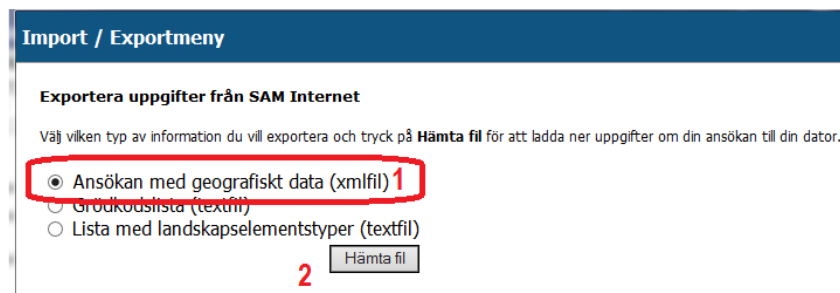 Import / Exportmeny
Exportera uppgifter från SAM Internet
Välj vilken typ av information du vill exportera och tryck på Hämta fil för att ladda ner uppgifter om din ansökan till din dator.
Ansökan med geografiskt data (xmlfil) 1
Grödkodslista (textfil)
Lista med landskapselementstyper (textfil)
Hämta fil
2